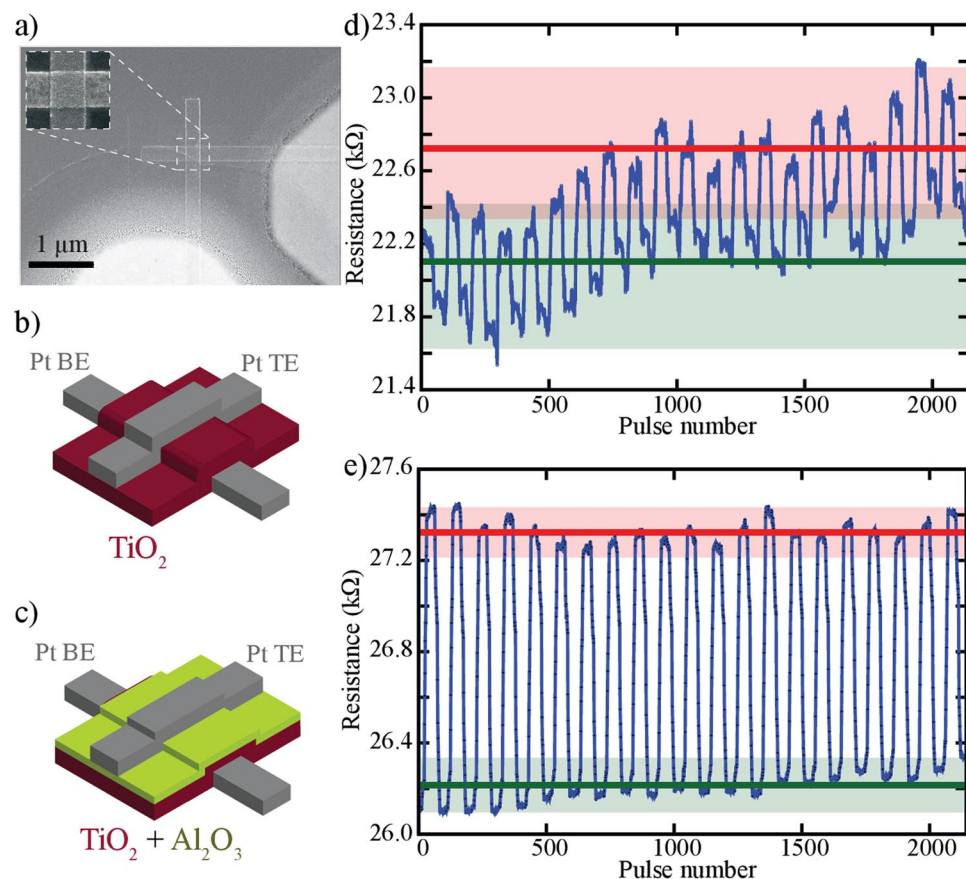 a)
1 μm
b)
Pt BE
Pt TE
TiO₂
c)
Pt BE
Pt TE
TiO₂ + Al₂O₃
d)
23.4
23.0
22.6
22.2
21.8
21.4
Resistance (kΩ)
0
500
1000
1500
2000
Pulse number
e)
27.6
27.2
26.8
26.4
26.0
Resistance (kΩ)
0
500
1000
1500
2000
Pulse number